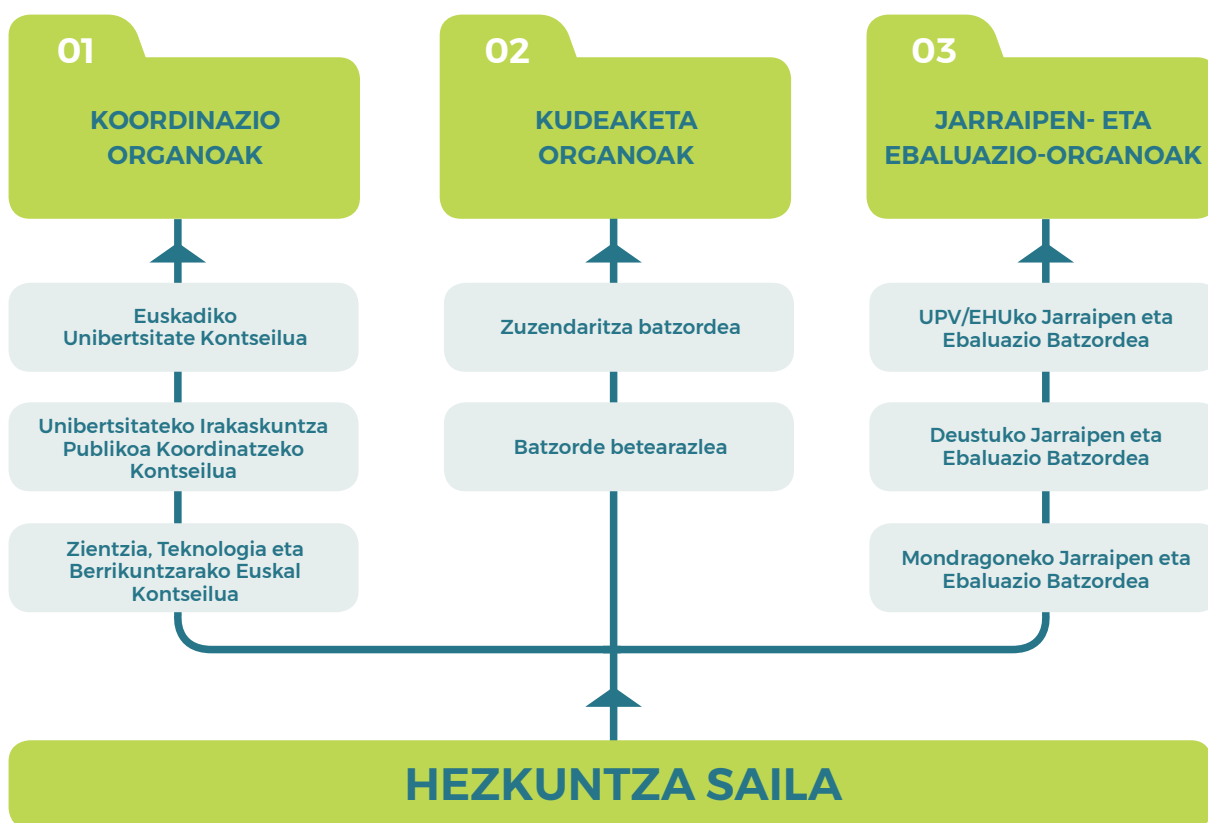 01
KOORDINAZIO
ORGANOAK
Euskadiko
Unibertsitate Kontseilua
Unibertsitateko Irakaskuntza
Publikoa Koordinatzeko
Kontseilua
Zientzia, Teknologia eta
Berrikuntzarako Euskal
Kontseilua
02
KUDEAKETA
ORGANOAK
Zuzendaritza batzordea
Batzorde betearazlea
03
JARRAIPEN- ETA
EBALUAZIO-ORGANOAK
UPV/EHUko Jarraipen eta
Ebaluazio Batzordea
Deustuko Jarraipen eta
Ebaluazio Batzordea
Mondragoneko Jarraipen eta
Ebaluazio Batzordea
HEZKUNTZA SAILA